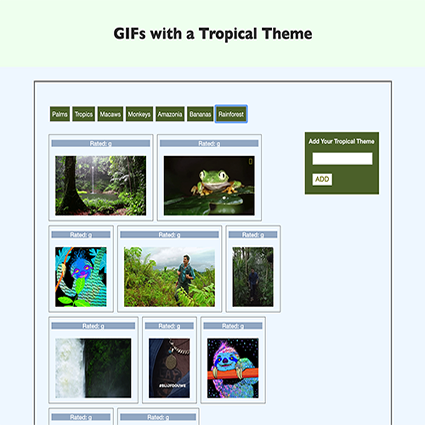 GIFs with a Tropical Theme
Palms Tropics Macaws Monkeys Amazonia Bananas Rainforest
Add Your Tropical Theme
ADD
Rated: g Rated: g
Rated: g Rated: g Rated: g
Rated: g Rated: g Rated: g
Rated: g Rated: g